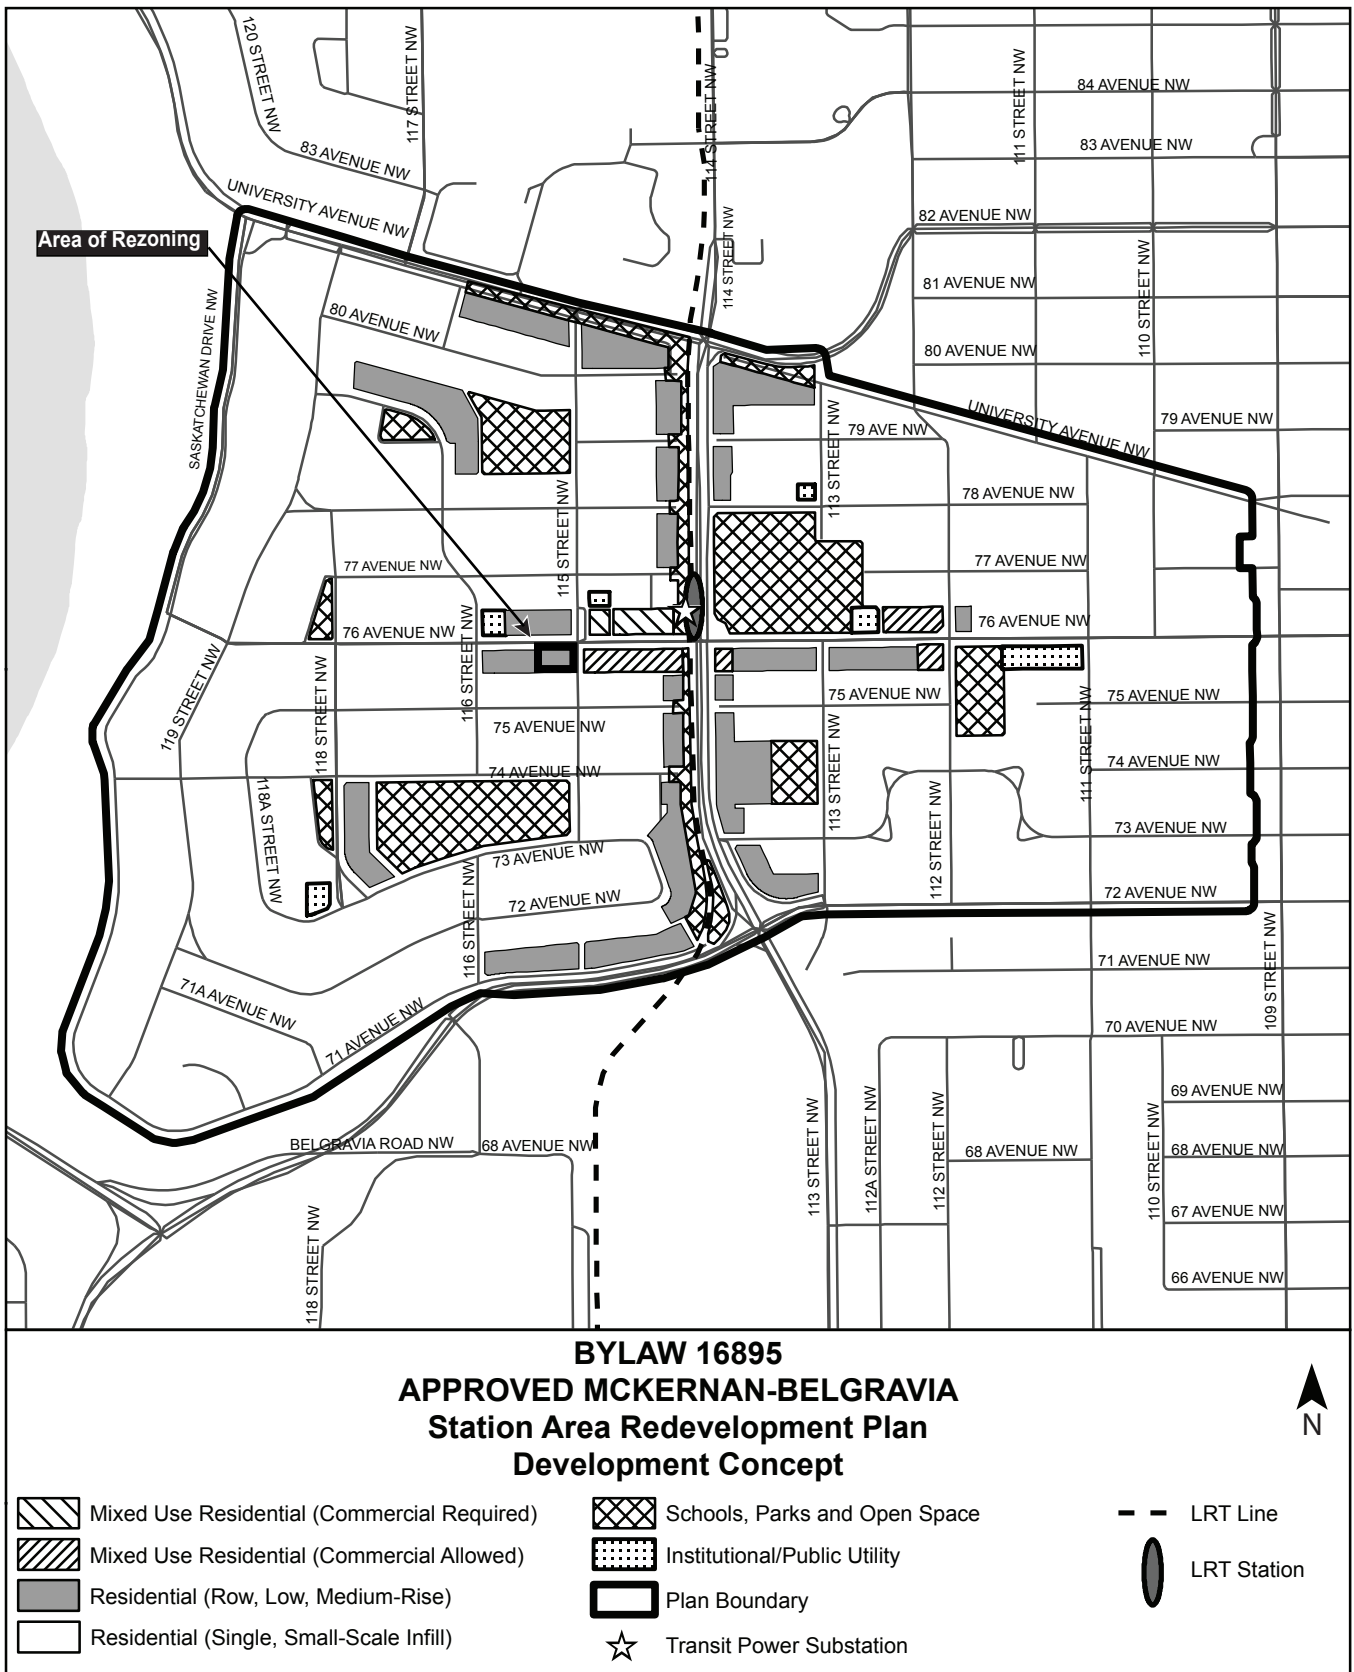 120 STREET NW
117 STREET NW
114 STREET NW
111 STREET NW
84 AVENUE NW
83 AVENUE NW
83 AVENUE NW
UNIVERSITY AVENUE NW
82 AVENUE NW
Area of Rezoning
114 STREET NW
110 STREET NW
81 AVENUE NW
SASKATCHEWAN DRIVE NW
80 AVENUE NW
80 AVENUE NW
UNIVERSITY AVENUE NW
79 AVENUE NW
79 AVE NW
113 STREET NW
115 STREET NW
78 AVENUE NW
77 AVENUE NW
77 AVENUE NW
76 AVENUE NW
76 AVENUE NW
116 STREET NW
119 STREET NW
118 STREET NW
75 AVENUE NW
75 AVENUE NW
75 AVENUE NW
111 STREET NW
74 AVENUE NW
74 AVENUE NW
118A STREET NW
113 STREET NW
112 STREET NW
73 AVENUE NW
73 AVENUE NW
72 AVENUE NW
72 AVENUE NW
116 STREET NW
109 STREET NW
71 AVENUE NW
71A AVENUE NW
71 AVENUE NW
70 AVENUE NW
69 AVENUE NW
113 STREET NW
112A STREET NW
112 STREET NW
110 STREET NW
BELGRAVIA ROAD NW
68 AVENUE NW
68 AVENUE NW
68 AVENUE NW
67 AVENUE NW
118 STREET NW
66 AVENUE NW
BYLAW 16895
APPROVED MCKERNAN-BELGRAVIA
Station Area Redevelopment Plan
Development Concept
N
Mixed Use Residential (Commercial Required)
Mixed Use Residential (Commercial Allowed)
Residential (Row, Low, Medium-Rise)
Residential (Single, Small-Scale Infill)
Schools, Parks and Open Space
Institutional/Public Utility
Plan Boundary
Transit Power Substation
LRT Line
LRT Station